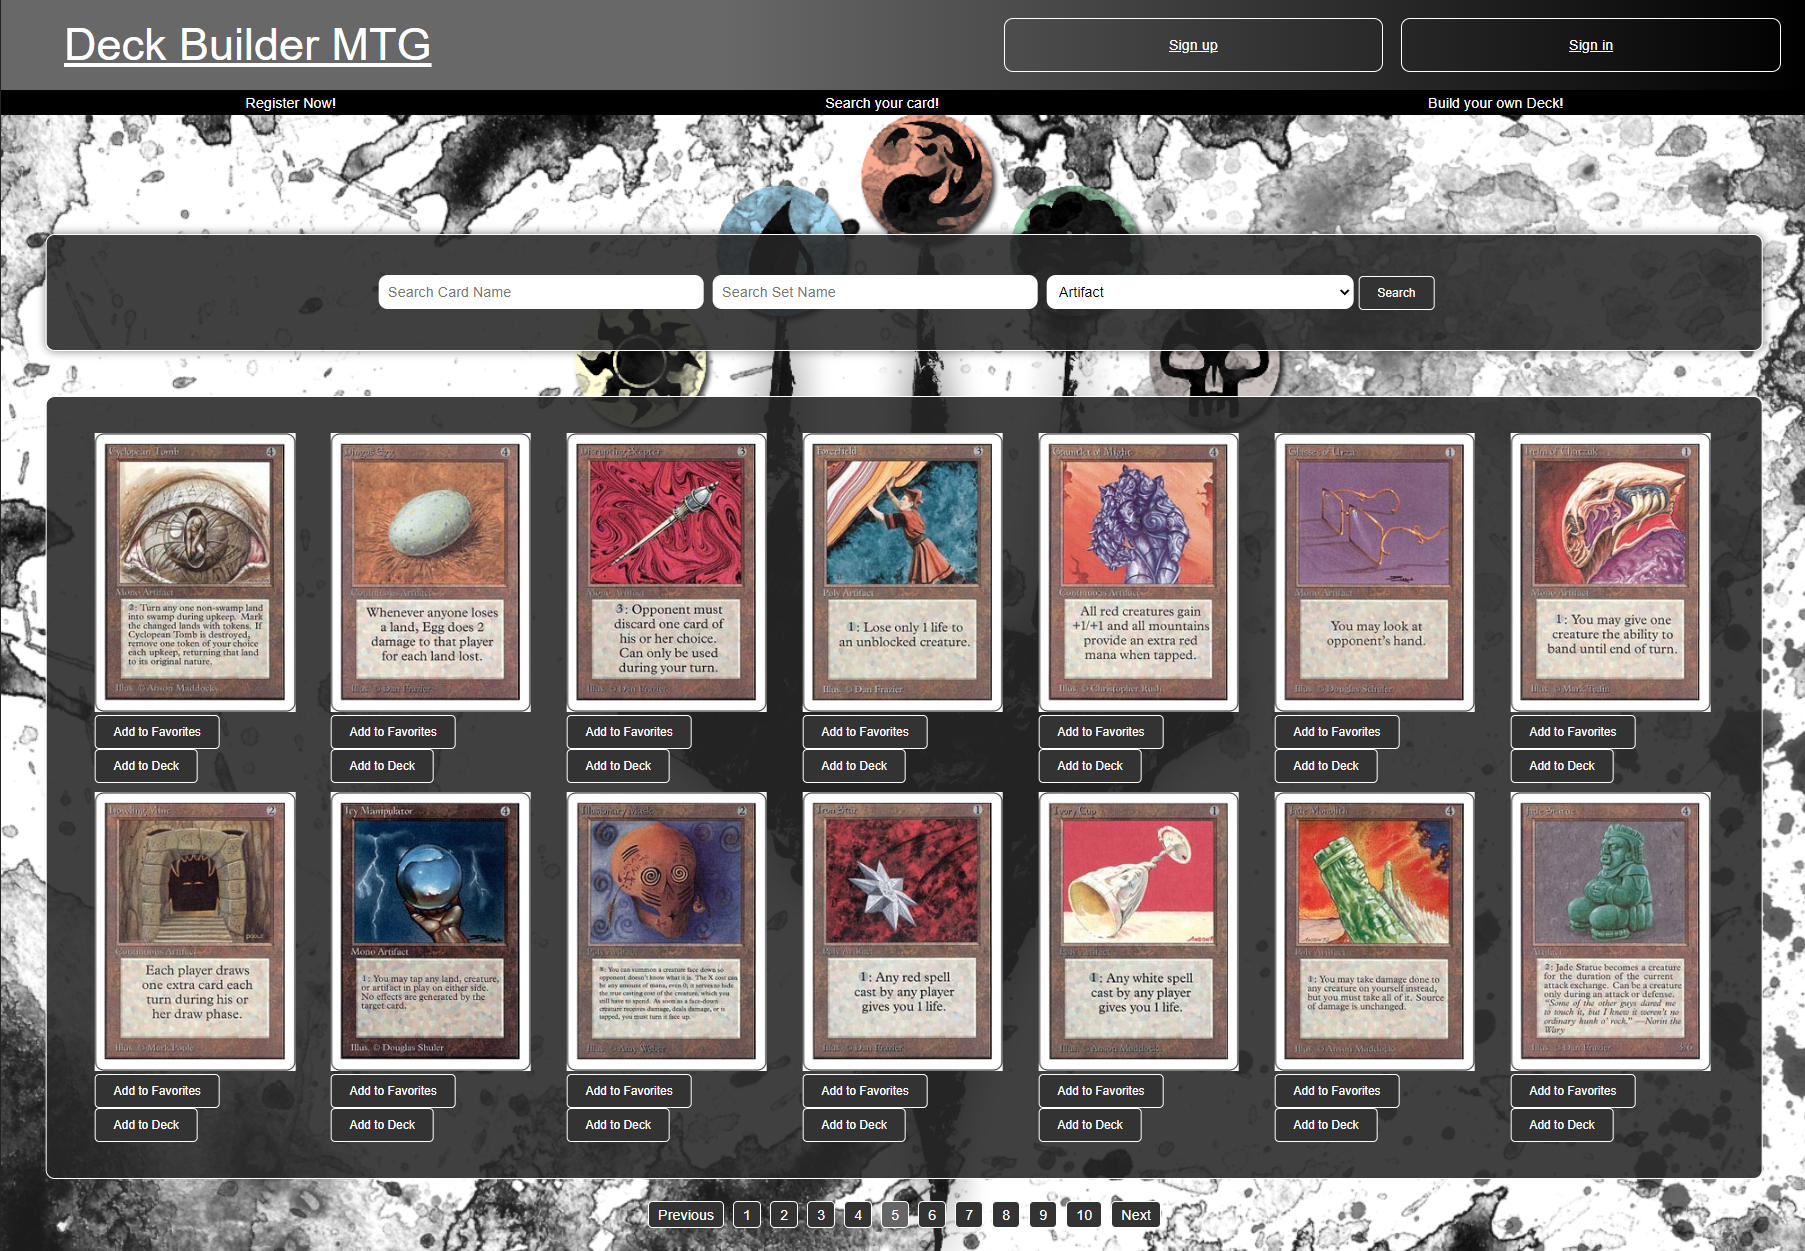 Deck Builder MTG
Sign up
Sign in
Register Now!
Search your card!
Build your own Deck!
Search Card Name
Search Set Name
Artifact
Search
Cyclopean Tomb 4
Mono Artifact
2: Turn any one non-swamp land
into swamp during upkeep. Mark
the changed lands with tokens. If
Cyclopean Tomb is destroyed,
remove one token of your choice
each upkeep, returning that land
to its original nature.
Illus. © Anson Maddocks
Add to Favorites
Add to Deck
Dingus Egg 4
Continuous Artifact
Whenever anyone loses
a land, Egg does 2
damage to that player
for each land lost.
Illus. © Dan Frazier
Add to Favorites
Add to Deck
Disrupting Scepter 3
Mono Artifact
3: Opponent must
discard one card of
his or her choice.
Can only be used
during your turn.
Illus. © Dan Frazier
Add to Favorites
Add to Deck
Forcefield 3
Poly Artifact
1: Lose only 1 life to
an unblocked creature.
Illus. © Dan Frazier
Add to Favorites
Add to Deck
Gauntlet of Might 4
Continuous Artifact
All red creatures gain
+1/+1 and all mountains
provide an extra red
mana when tapped.
Illus. © Christopher Rush
Add to Favorites
Add to Deck
Glasses of Urza 1
Mono Artifact
You may look at
opponent's hand.
Illus. © Douglas Schuler
Add to Favorites
Add to Deck
Helm of Chatzuk 1
Mono Artifact
1: You may give one
creature the ability to
band until end of turn.
Illus. © Mark Tedin
Add to Favorites
Add to Deck
Howling Mine 2
POOLE
Continuous Artifact
Each player draws
one extra card each
turn during his or
her draw phase.
Illus. © Mark Poole
Add to Favorites
Add to Deck
Icy Manipulator 4
Mono Artifact
1: You may tap any land, creature,
or artifact in play on either side.
No effects are generated by the
target card.
Illus. © Douglas Shuler
Add to Favorites
Add to Deck
Illusionary Mask 2
Poly Artifact
X: You can summon a creature face down so
opponent doesn't know what it is. The X cost can
be any amount of mana, even 0; it serves to hide
the true casting cost of the creature, which you
still have to spend. As soon as a face-down
creature receives damage, deals damage, or is
tapped, you must turn it face up.
Illus. © Amy Weber
Add to Favorites
Add to Deck
Iron Star 1
Poly Artifact
1: Any red spell
cast by any player
gives you 1 life.
Illus. © Dan Frazier
Add to Favorites
Add to Deck
Ivory Cup 1
Poly Artifact
1: Any white spell
cast by any player
gives you 1 life.
Illus. © Anson Maddocks
Add to Favorites
Add to Deck
Jade Monolith 4
Poly Artifact
1: You may take damage done to
any creature on yourself instead,
but you must take all of it. Source
of damage is unchanged.
Illus. © Anson Maddocks
Add to Favorites
Add to Deck
Jade Statue 4
Artifact
2: Jade Statue becomes a creature
for the duration of the current
attack exchange. Can be a creature
only during an attack or defense.
"Some of the other guys dared me
to touch it, but I knew it weren't no
ordinary hunk o' rock." —Norin the
Wary
Illus. © Dan Frazier 3/6
Add to Favorites
Add to Deck
Previous 1 2 3 4 5 6 7 8 9 10 Next